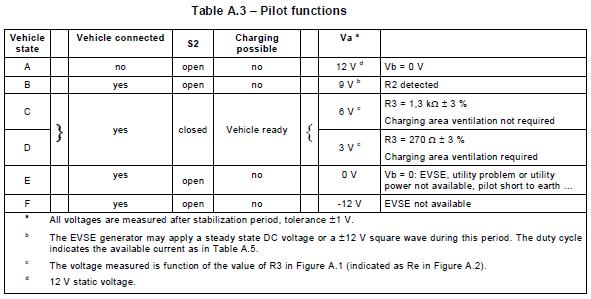 Table A.3 – Pilot functions
Vehicle state Vehicle connected S2 Charging possible Va a
A no open no 12 V d Vb = 0 V
B yes open no 9 V b R2 detected
C 6 V c R3 = 1,3 kΩ ± 3 %
Charging area ventilation not required
} yes closed Vehicle ready {
D 3 V c R3 = 270 Ω ± 3 %
Charging area ventilation required
E yes open no 0 V Vb = 0: EVSE, utility problem or utility
power not available, pilot short to earth ...
F yes open no -12 V EVSE not available
a All voltages are measured after stabilization period, tolerance ±1 V.
b The EVSE generator may apply a steady state DC voltage or a ±12 V square wave during this period. The duty cycle
indicates the available current as in Table A.5.
c The voltage measured is function of the value of R3 in Figure A.1 (indicated as Re in Figure A.2).
d 12 V static voltage.